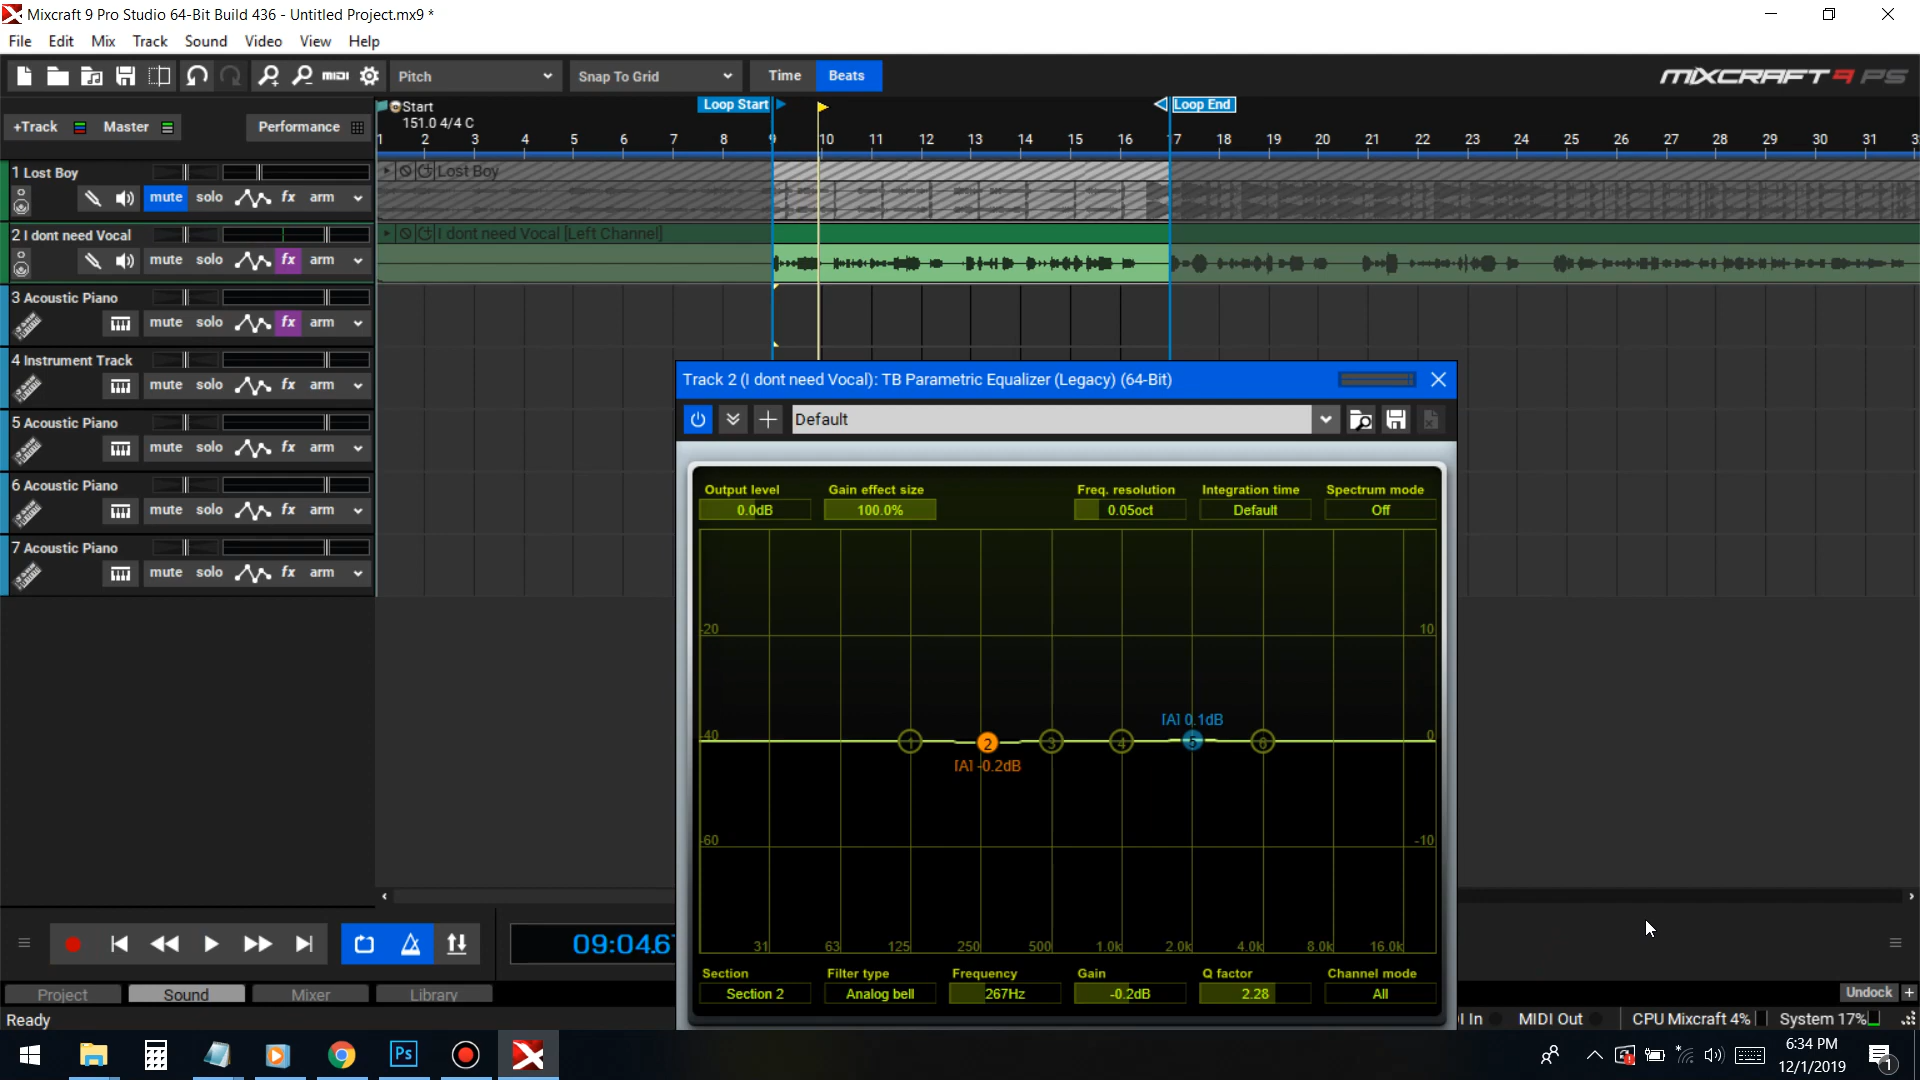 Mixcraft 9 Pro Studio 64-Bit Build 436 - Untitled Project.mx9 *
File Edit Mix Track Sound Video View Help
MIDI Pitch Snap To Grid Time Beats MIXCRAFT 9 PS
+Track Master Performance
Start
151.0 4/4 C
Loop Start Loop End
1 2 3 4 5 6 7 8 9 10 11 12 13 14 15 16 17 18 19 20 21 22 23 24 25 26 27 28 29 30 31
1 Lost Boy
mute solo fx arm
Lost Boy
2 I dont need Vocal
mute solo fx arm
I dont need Vocal [Left Channel]
3 Acoustic Piano
mute solo fx arm
4 Instrument Track
mute solo fx arm
5 Acoustic Piano
mute solo fx arm
6 Acoustic Piano
mute solo fx arm
7 Acoustic Piano
mute solo fx arm
Track 2 (I dont need Vocal): TB Parametric Equalizer (Legacy) (64-Bit)
Default
Output level Gain effect size Freq. resolution Integration time Spectrum mode
0.0dB 100.0% 0.05oct Default Off
-20 10
[A] 0.1dB
-40 1 2 3 4 5 6 0
[A] -0.2dB
-60 -10
31 63 125 250 500 1.0k 2.0k 4.0k 8.0k 16.0k
Section Filter type Frequency Gain Q factor Channel mode
Section 2 Analog bell 267Hz -0.2dB 2.28 All
09:04.6
Project Sound Mixer Library
Undock +
Ready
In MIDI Out CPU Mixcraft 4% System 17%
Ps
6:34 PM
12/1/2019
1